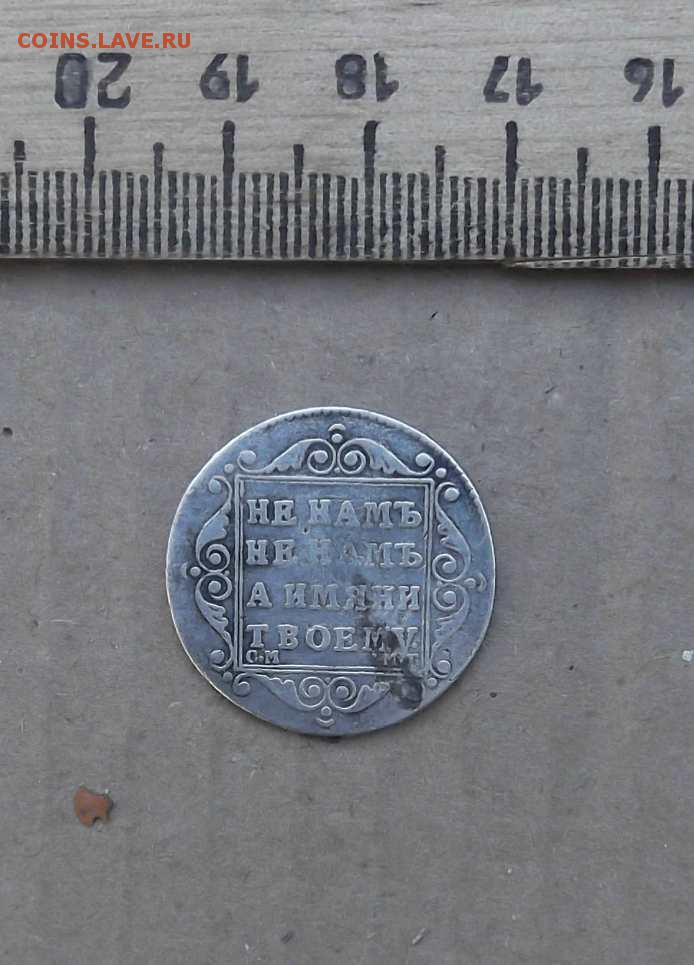 COINS.LAVE.RU
20 19 18 17 16
НЕ НАМЪ
НЕ НАМЪ
А ИМЯНИ
ТВОЕМУ.
С.М М.Б